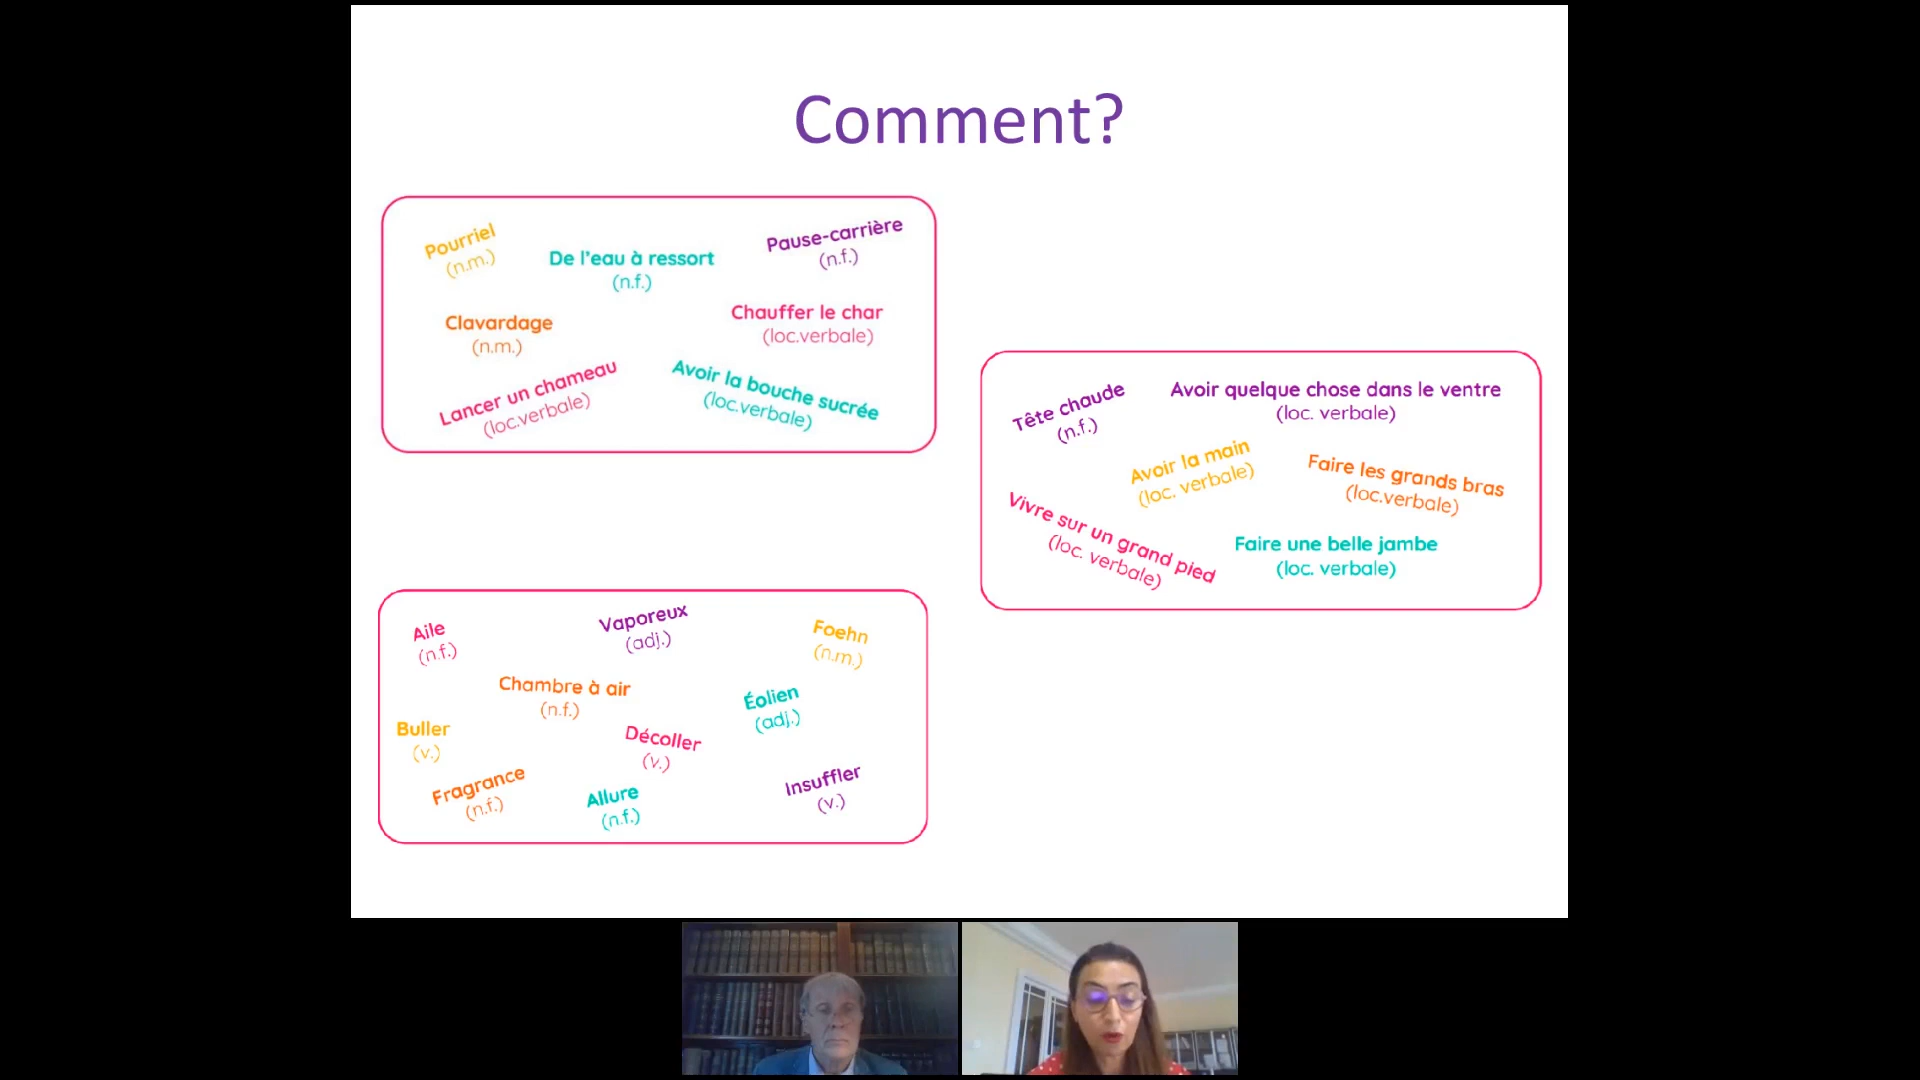 Comment?
Pourriel
(n.m.)
De l'eau à ressort
(n.f.)
Pause-carrière
(n.f.)
Clavardage
(n.m.)
Chauffer le char
(loc.verbale)
Lancer un chameau
(loc.verbale)
Avoir la bouche sucrée
(loc.verbale)
Tête chaude
(n.f.)
Avoir quelque chose dans le ventre
(loc. verbale)
Avoir la main
(loc. verbale)
Faire les grands bras
(loc.verbale)
Vivre sur un grand pied
(loc. verbale)
Faire une belle jambe
(loc. verbale)
Aile
(n.f.)
Vaporeux
(adj.)
Foehn
(n.m.)
Chambre à air
(n.f.)
Éolien
(adj.)
Buller
(v.)
Décoller
(v.)
Fragrance
(n.f.)
Allure
(n.f.)
Insuffler
(v.)